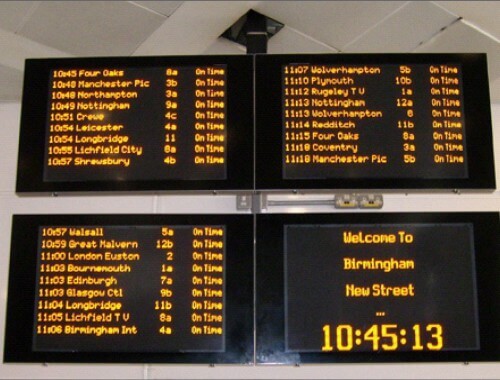 10:45 Four Oaks 8a On Time
10:48 Manchester Pic 3b On Time
10:48 Northampton 3a On Time
10:49 Nottingham 9a On Time
10:51 Crewe 4c On Time
10:54 Leicester 4a On Time
10:54 Longbridge 11 On Time
10:55 Lichfield City 8a On Time
10:57 Shrewsbury 4b On Time
11:07 Wolverhampton 5b On Time
11:10 Plymouth 10b On Time
11:12 Rugeley T V 1a On Time
11:13 Nottingham 12a On Time
11:13 Wolverhampton 6 On Time
11:14 Redditch 11b On Time
11:15 Four Oaks 8a On Time
11:18 Coventry 3a On Time
11:18 Manchester Pic 5b On Time
10:57 Walsall 5a On Time
10:59 Great Malvern 12b On Time
11:00 London Euston 2 On Time
11:03 Bournemouth 1a On Time
11:03 Edinburgh 7a On Time
11:03 Glasgow Ctl 9b On Time
11:04 Longbridge 11b On Time
11:05 Lichfield T V 8a On Time
11:06 Birmingham Int 4a On Time
Welcome To
Birmingham
New Street
...
10:45:13